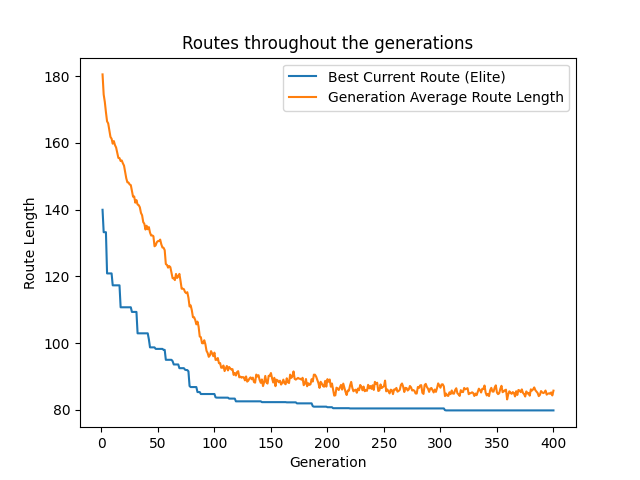 Routes throughout the generations
Best Current Route (Elite)
Generation Average Route Length
Route Length
180
160
140
120
100
80
0 50 100 150 200 250 300 350 400
Generation